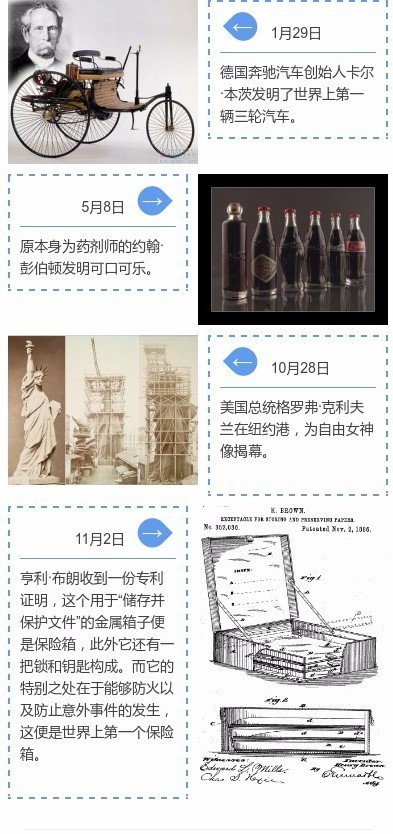 1月29日
德国奔驰汽车创始人卡尔
·本茨发明了世界上第一
辆三轮汽车。
5月8日
原本身为药剂师的约翰·
彭伯顿发明可口可乐。
10月28日
美国总统格罗弗·克利夫
兰在纽约港，为自由女神
像揭幕。
H. BROWN.
RECEPTACLE FOR STORING AND PRESERVING PAPERS.
No. 352,036.
Patented Nov. 2, 1886.
11月2日
亨利·布朗收到一份专利
证明，这个用于“储存并
保护文件”的金属箱子便
是保险箱，此外它还有一
把锁和钥匙构成。而它的
特别之处在于能够防火以
及防止意外事件的发生，
这便是世界上第一个保险
箱。
Fig. 1
INDEX.
Fig. 2.
Witnesses.
Inventor.
Henry Brown